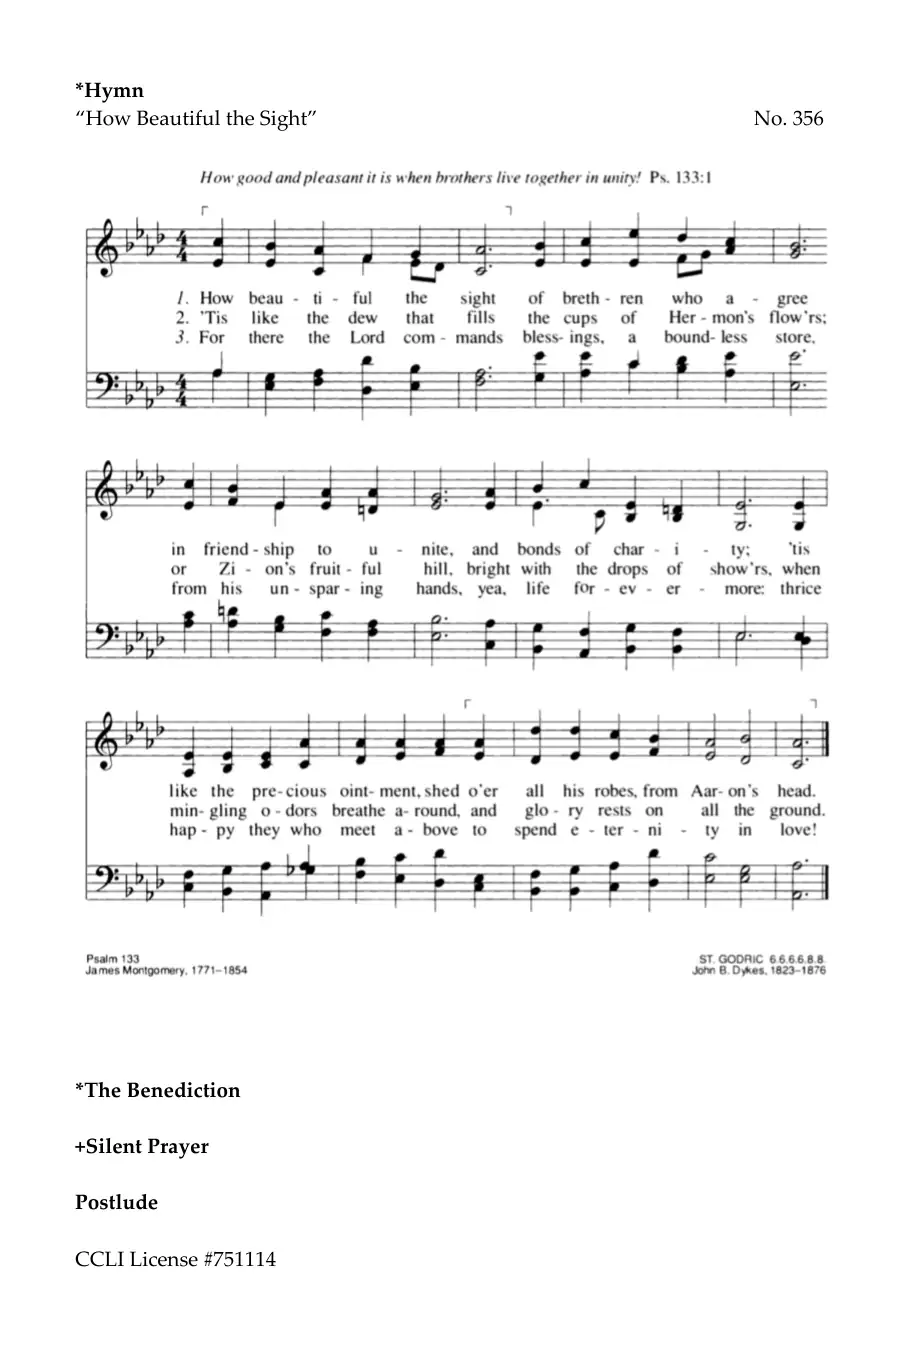 *Hymn
“How Beautiful the Sight” No. 356
How good and pleasant it is when brothers live together in unity! Ps. 133:1
1. How beau - ti - ful the sight of breth - ren who a - gree
2. 'Tis like the dew that fills the cups of Her - mon's flow'rs;
3. For there the Lord com - mands bless- ings, a bound- less store,
in friend - ship to u - nite, and bonds of char - i - ty; 'tis
or Zi - on's fruit - ful hill, bright with the drops of show'rs, when
from his un - spar - ing hands, yea, life for - ev - er - more: thrice
like the pre- cious oint- ment, shed o'er all his robes, from Aar- on's head.
min- gling o - dors breathe a- round, and glo - ry rests on all the ground.
hap - py they who meet a - bove to spend e - ter - ni - ty in love!
Psalm 133 ST. GODRIC 6.6.6.6.8.8.
James Montgomery, 1771–1854 John B. Dykes, 1823–1876
*The Benediction
+Silent Prayer
Postlude
CCLI License #751114